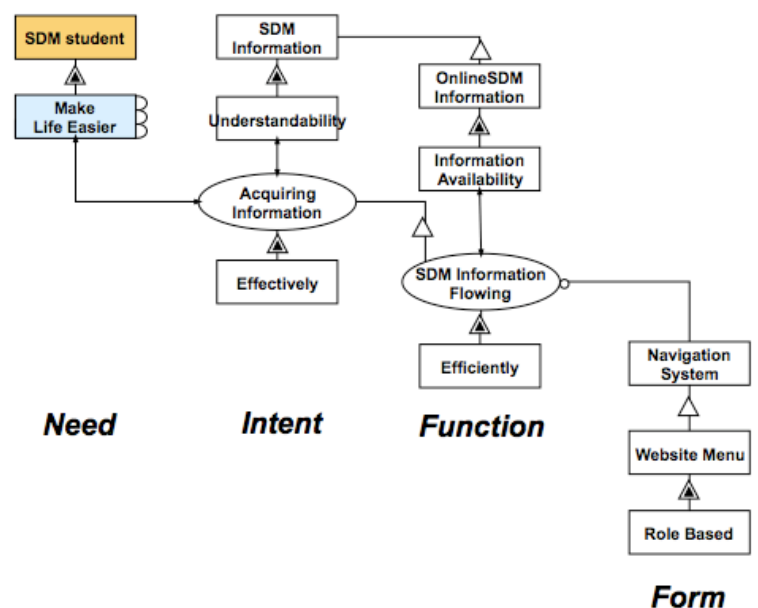 SDM student
Make
Life Easier
SDM
Information
Understandability
Acquiring
Information
Effectively
OnlineSDM
Information
Information
Availability
SDM Information
Flowing
Efficiently
Navigation
System
Website Menu
Role Based
Need
Intent
Function
Form